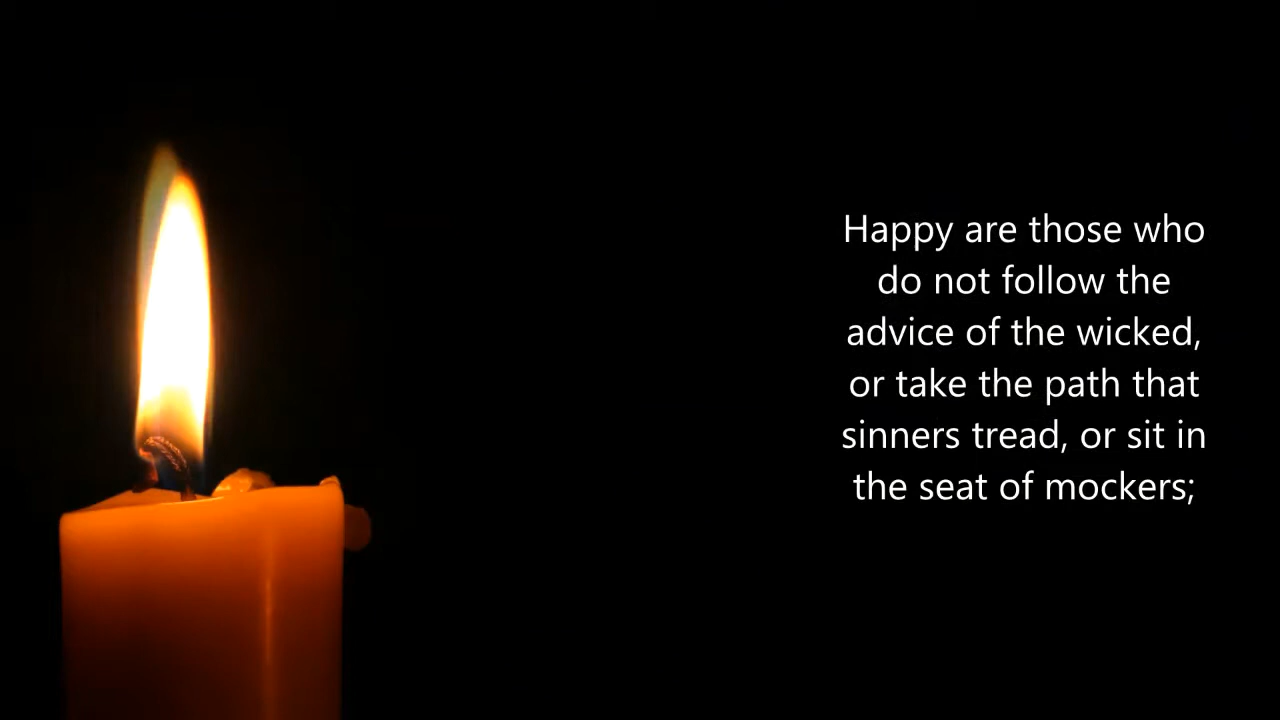 Happy are those who
do not follow the
advice of the wicked,
or take the path that
sinners tread, or sit in
the seat of mockers;